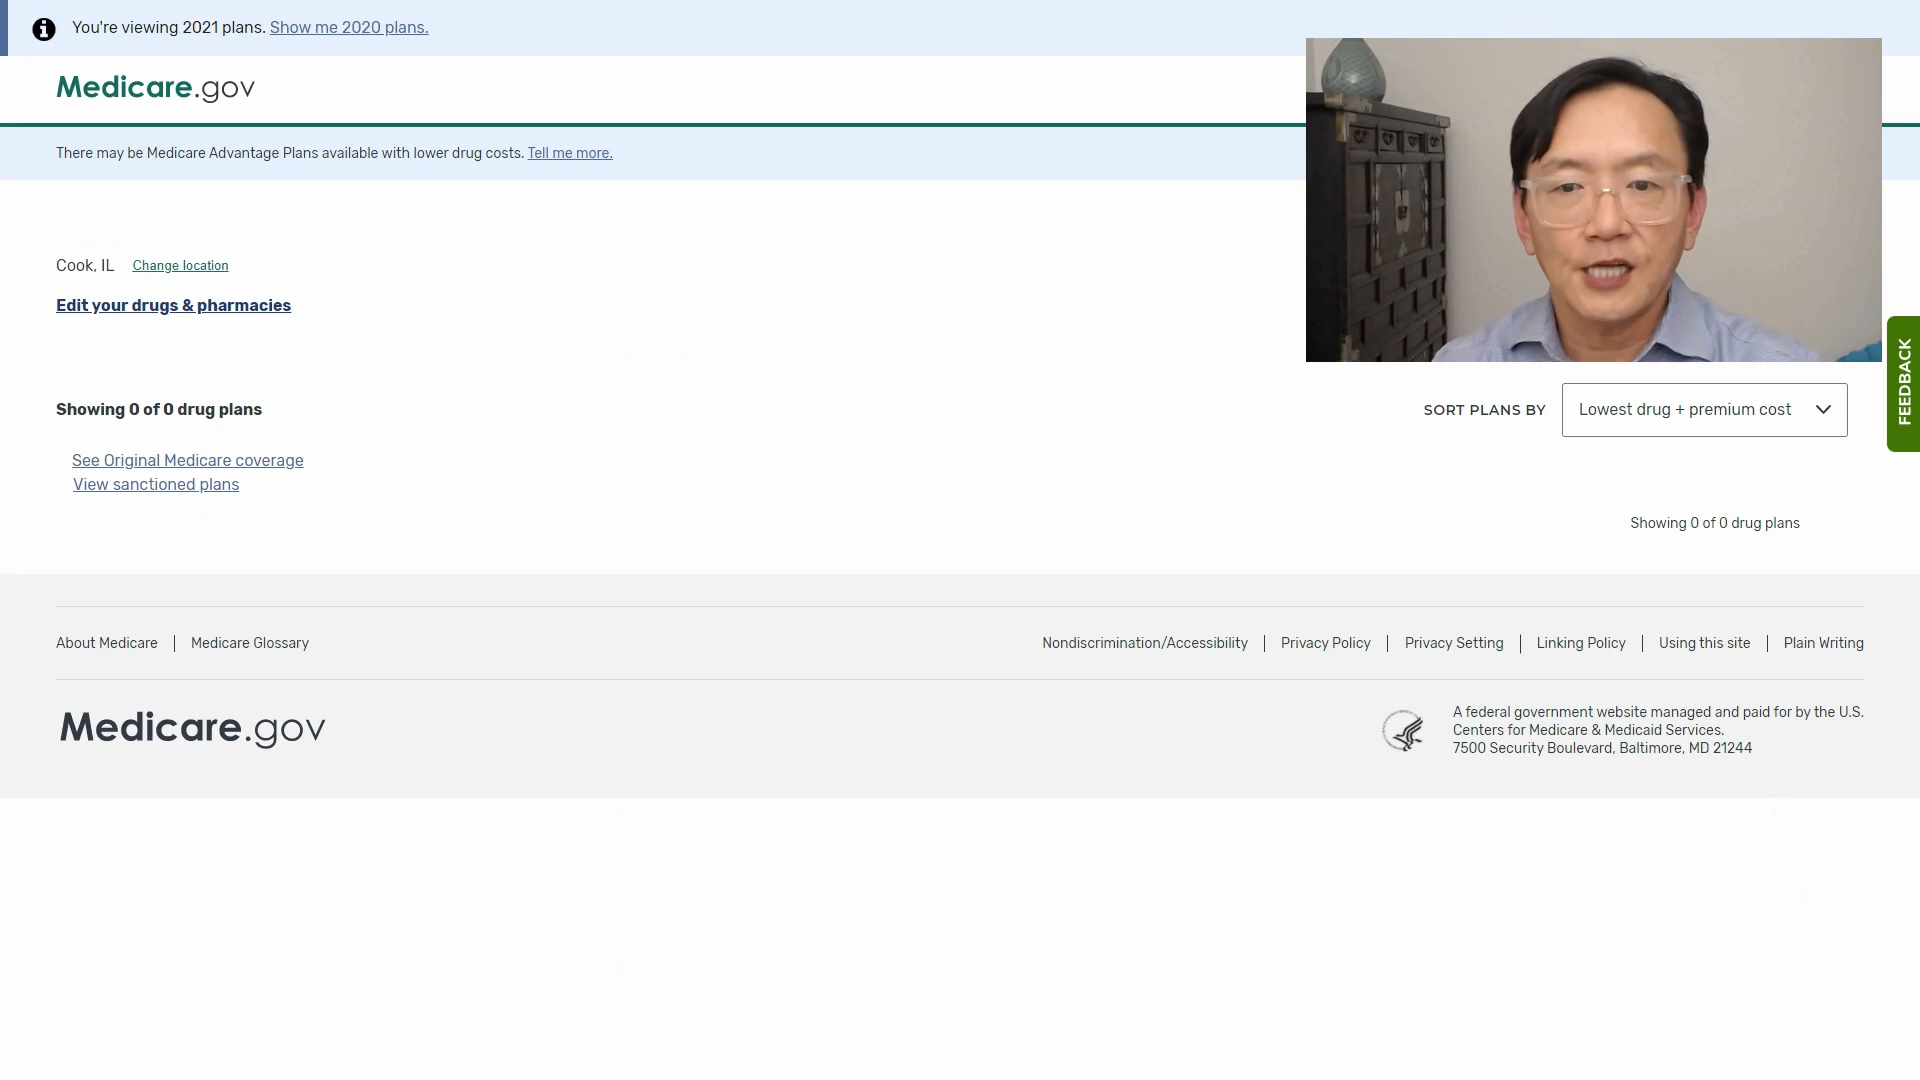 You're viewing 2021 plans. Show me 2020 plans.
Medicare.gov
There may be Medicare Advantage Plans available with lower drug costs. Tell me more.
Cook, IL Change location
Edit your drugs & pharmacies
FEEDBACK
Showing 0 of 0 drug plans
SORT PLANS BY Lowest drug + premium cost
See Original Medicare coverage
View sanctioned plans
Showing 0 of 0 drug plans
About Medicare | Medicare Glossary
Nondiscrimination/Accessibility | Privacy Policy | Privacy Setting | Linking Policy | Using this site | Plain Writing
Medicare.gov
A federal government website managed and paid for by the U.S.
Centers for Medicare & Medicaid Services.
7500 Security Boulevard, Baltimore, MD 21244